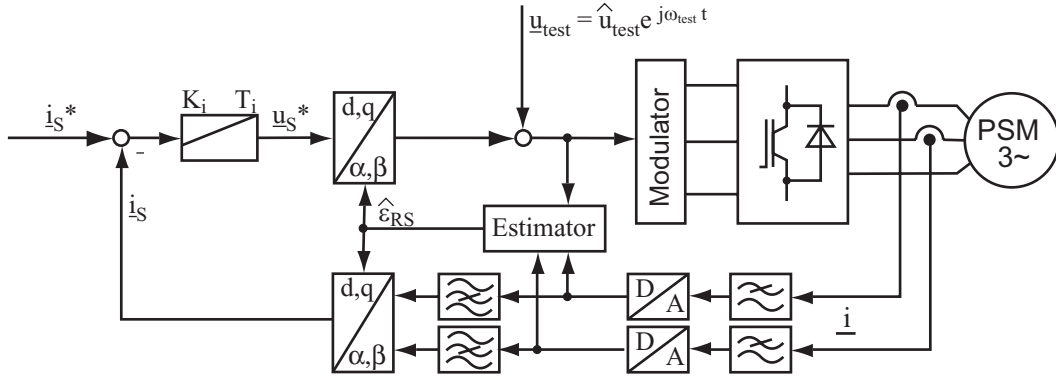 u_test = û_test e^jω_test t
i_S*
K_i T_i
u_S*
d,q
α,β
-
Modulator
PSM
3~
i_S
ε̂_RS
Estimator
d,q
α,β
D
A
D
A
i